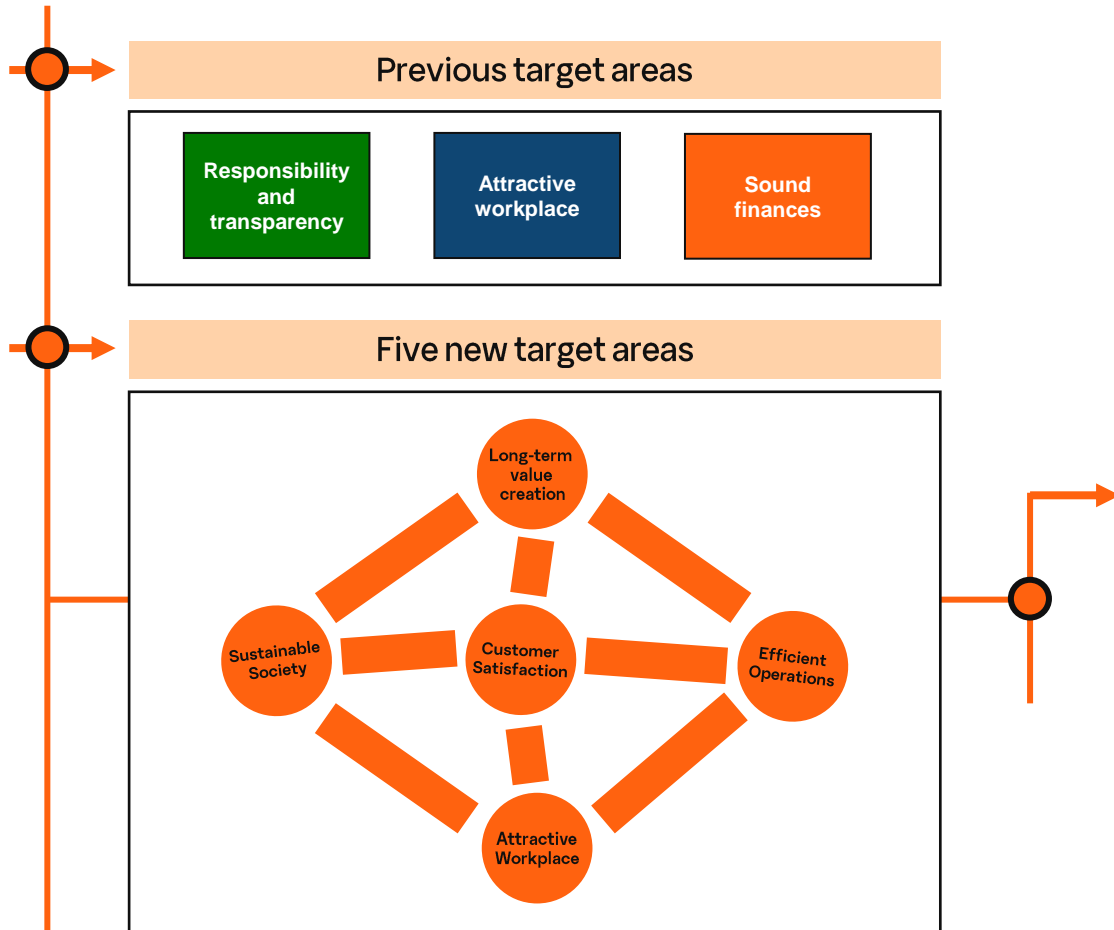 Previous target areas
Responsibility
and
transparency
Attractive
workplace
Sound
finances
Five new target areas
Long-term
value
creation
Sustainable
Society
Customer
Satisfaction
Efficient
Operations
Attractive
Workplace